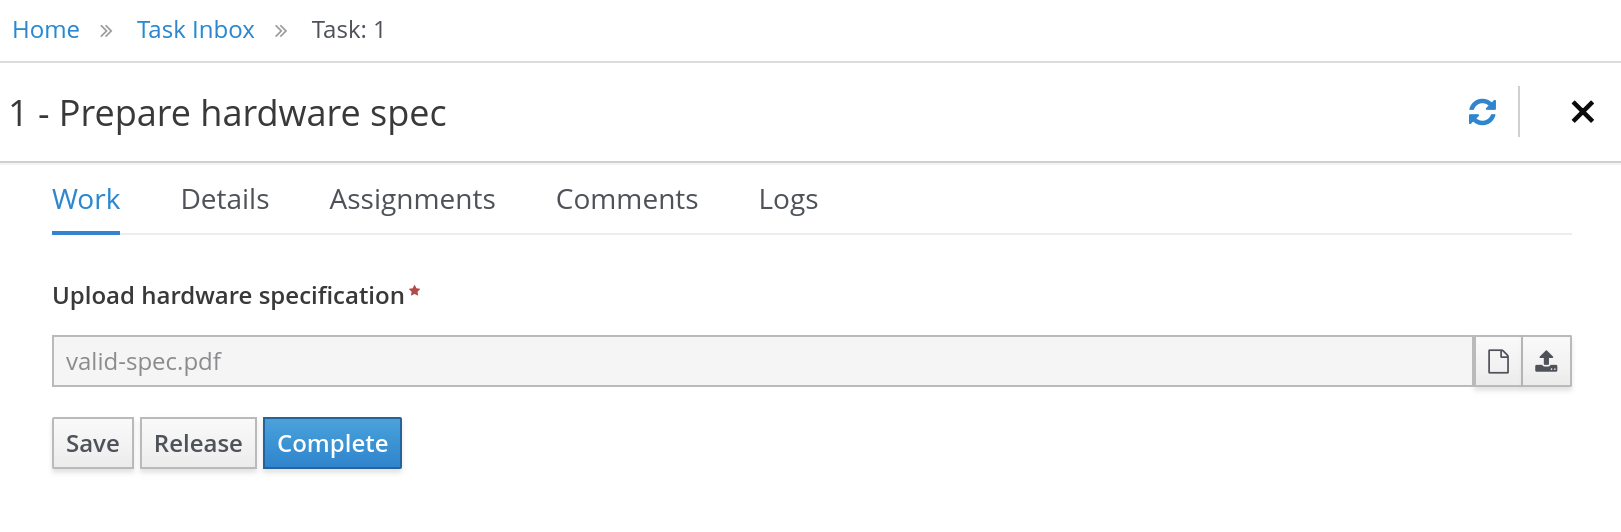 Home » Task Inbox » Task: 1
1 - Prepare hardware spec
Work Details Assignments Comments Logs
Upload hardware specification*
valid-spec.pdf
Save Release Complete